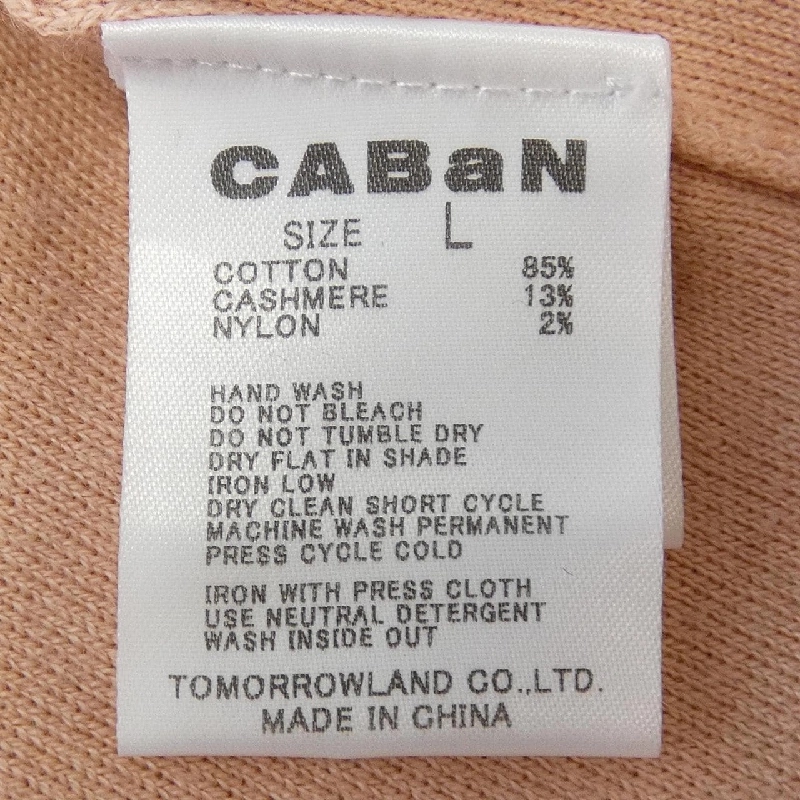 CABaN
SIZE L
COTTON 85%
CASHMERE 13%
NYLON 2%
HAND WASH
DO NOT BLEACH
DO NOT TUMBLE DRY
DRY FLAT IN SHADE
IRON LOW
DRY CLEAN SHORT CYCLE
MACHINE WASH PERMANENT
PRESS CYCLE COLD
IRON WITH PRESS CLOTH
USE NEUTRAL DETERGENT
WASH INSIDE OUT
TOMORROWLAND CO.,LTD.
MADE IN CHINA